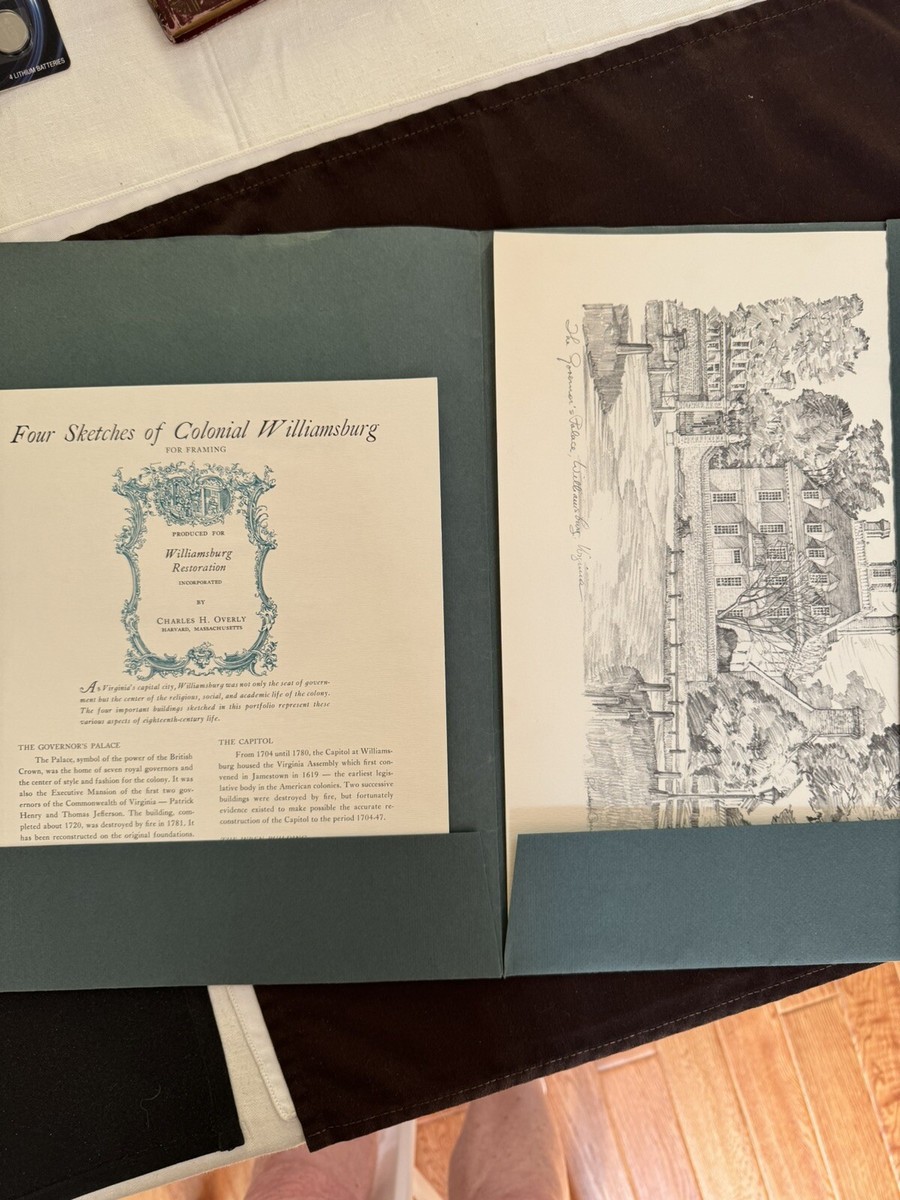 4 LITHIUM BATTERIES
Four Sketches of Colonial Williamsburg
FOR FRAMING
PRODUCED FOR
Williamsburg
Restoration
INCORPORATED
BY
CHARLES H. OVERLY
HARVARD, MASSACHUSETTS
As Virginia's capital city, Williamsburg was not only the seat of govern-
ment but the center of the religious, social, and academic life of the colony.
The four important buildings sketched in this portfolio represent these
various aspects of eighteenth-century life.
THE GOVERNOR'S PALACE
The Palace, symbol of the power of the British
Crown, was the home of seven royal governors and
the center of style and fashion for the colony. It was
also the Executive Mansion of the first two gov-
ernors of the Commonwealth of Virginia — Patrick
Henry and Thomas Jefferson. The building, com-
pleted about 1720, was destroyed by fire in 1781. It
has been reconstructed on the original foundations.
THE CAPITOL
From 1704 until 1780, the Capitol at Williams-
burg housed the Virginia Assembly which first con-
vened in Jamestown in 1619 — the earliest legis-
lative body in the American colonies. Two successive
buildings were destroyed by fire, but fortunately
evidence existed to make possible the accurate re-
construction of the Capitol to the period 1704-47.
The Governor's Palace, Williamsburg Virginia